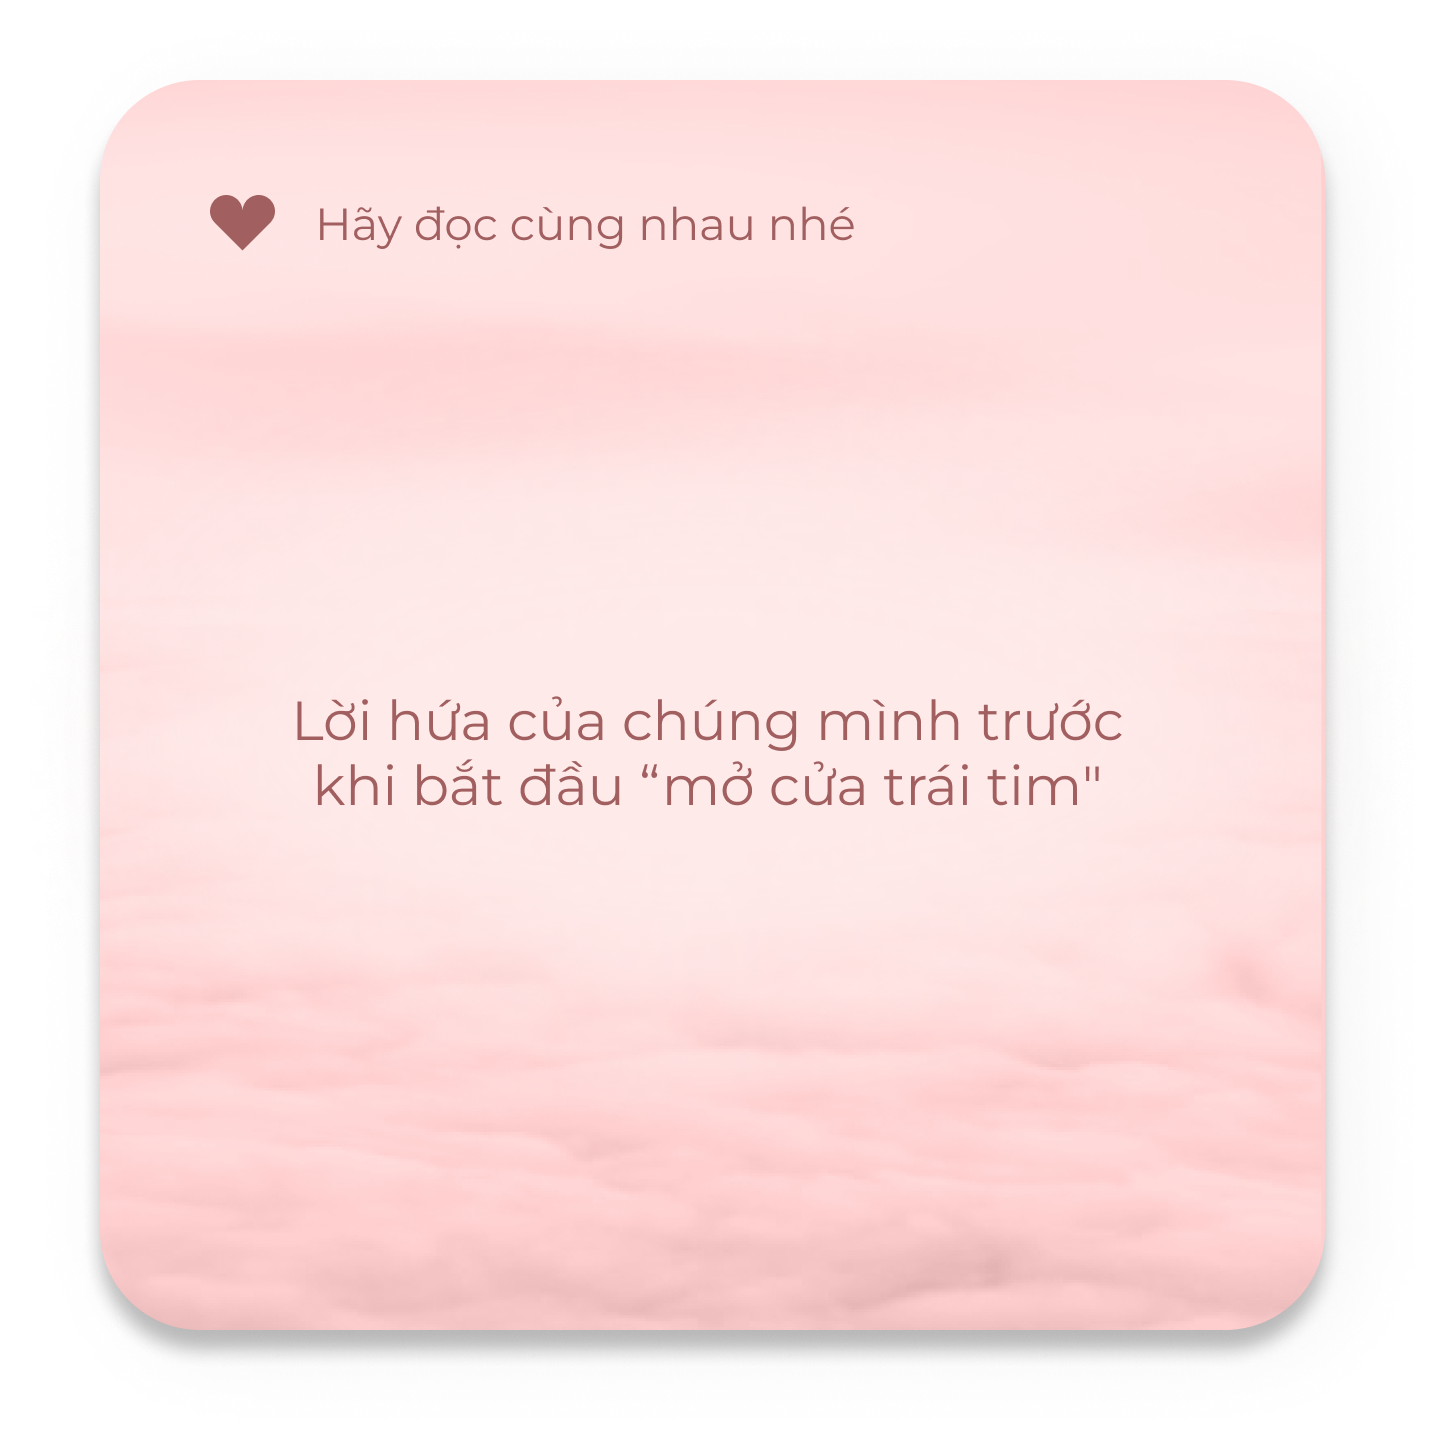 Hãy đọc cùng nhau nhé
Lời hứa của chúng mình trước
khi bắt đầu “mở cửa trái tim"